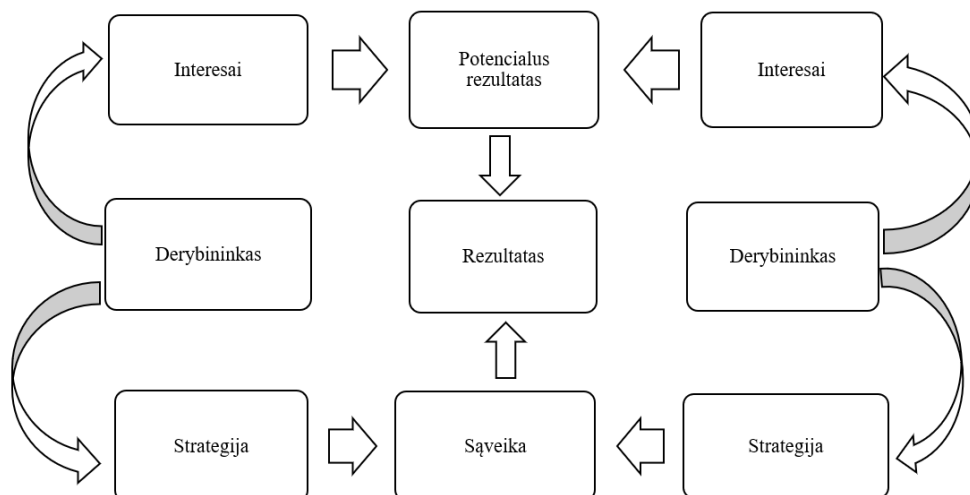 Interesai
Potencialus
rezultatas
Interesai
Derybininkas
Rezultatas
Derybininkas
Strategija
Sąveika
Strategija